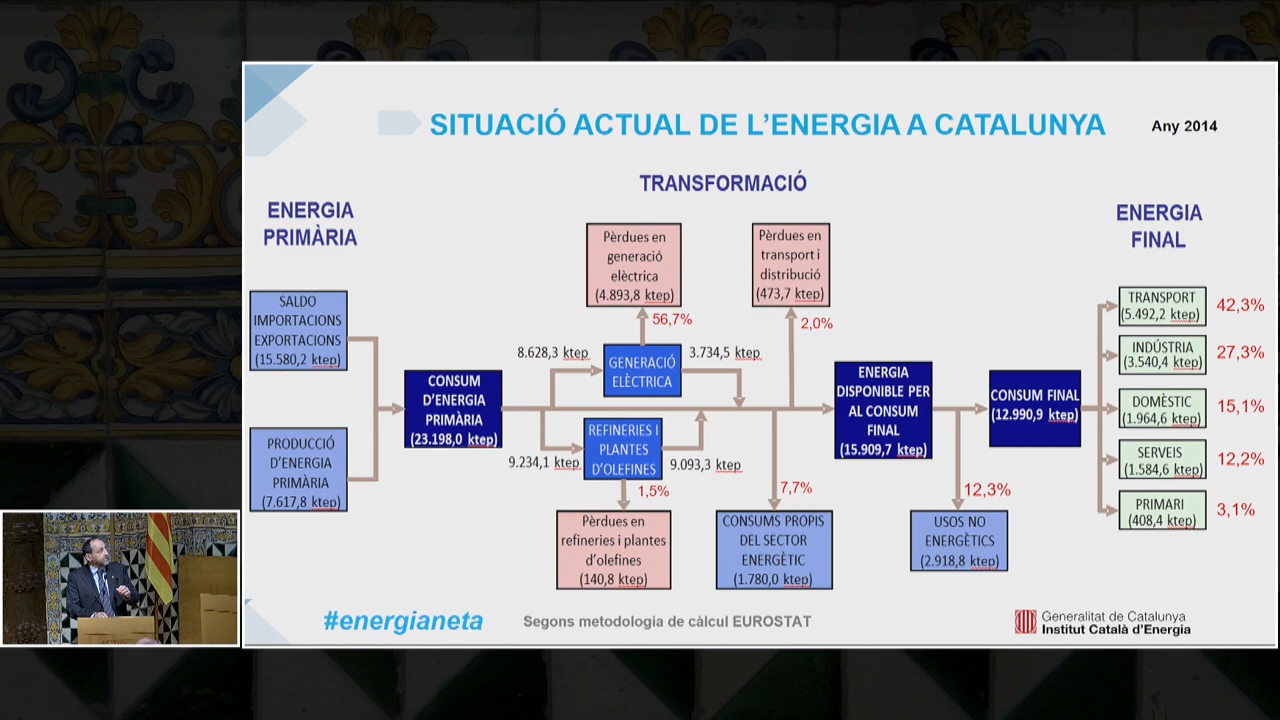 SITUACIÓ ACTUAL DE L'ENERGIA A CATALUNYA
Any 2014
TRANSFORMACIÓ
ENERGIA
PRIMÀRIA
ENERGIA
FINAL
Pèrdues en
generació
elèctrica
(4.893,8 ktep)
Pèrdues en
transport i
distribució
(473,7 ktep)
56,7%
2,0%
SALDO
IMPORTACIONS
EXPORTACIONS
(15.580,2 ktep)
PRODUCCIÓ
D'ENERGIA
PRIMÀRIA
(7.617,8 ktep)
CONSUM
D'ENERGIA
PRIMÀRIA
(23.198,0 ktep)
8.628,3 ktep
GENERACIÓ
ELÈCTRICA
3.734,5 ktep
9.234,1 ktep
REFINERIES I
PLANTES
D'OLEFINES
9.093,3 ktep
1,5%
7,7%
12,3%
Pèrdues en
refineries i plantes
d'olefines
(140,8 ktep)
CONSUMS PROPIS
DEL SECTOR
ENERGÈTIC
(1.780,0 ktep)
ENERGIA
DISPONIBLE PER
AL CONSUM
FINAL
(15.909,7 ktep)
USOS NO
ENERGÈTICS
(2.918,8 ktep)
CONSUM FINAL
(12.990,9 ktep)
TRANSPORT
(5.492,2 ktep)
42,3%
INDÚSTRIA
(3.540,4 ktep)
27,3%
DOMÈSTIC
(1.964,6 ktep)
15,1%
SERVEIS
(1.584,6 ktep)
12,2%
PRIMARI
(408,4 ktep)
3,1%
#energianeta
Segons metodologia de càlcul EUROSTAT
Generalitat de Catalunya
Institut Català d'Energia